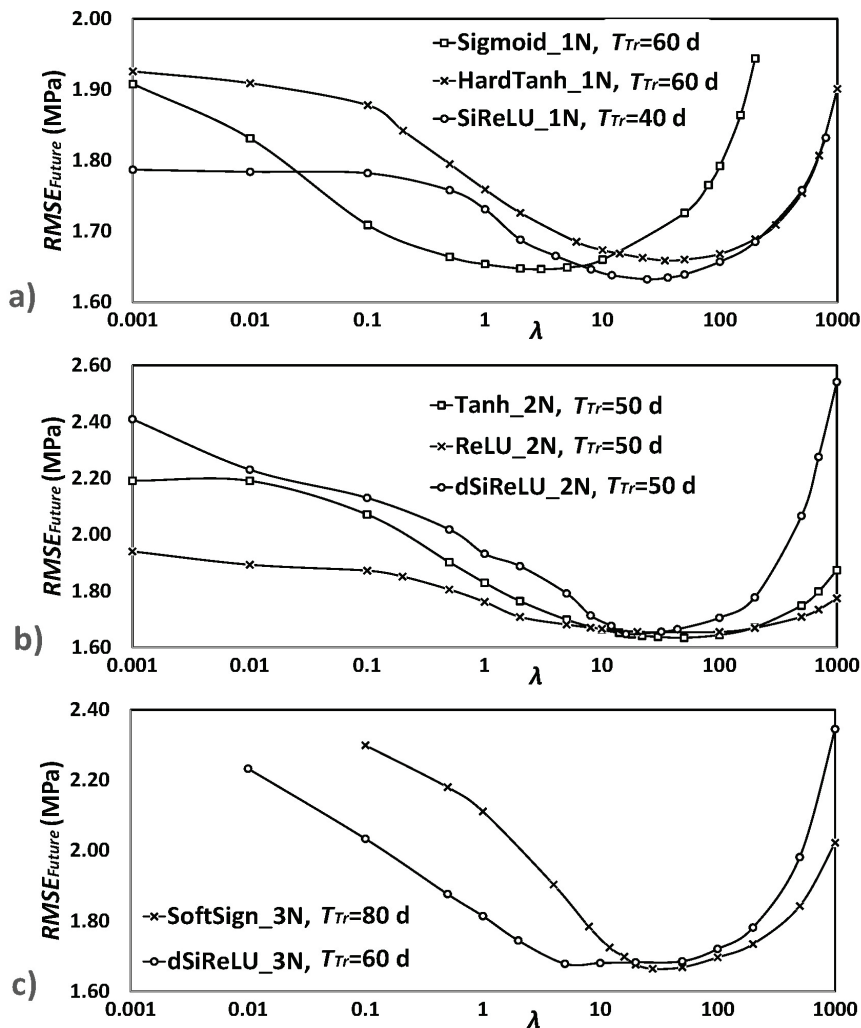 2.00
1.90
1.80
1.70
1.60
RMSEFuture (MPa)
Sigmoid_1N, TTr=60 d
HardTanh_1N, TTr=60 d
SiReLU_1N, TTr=40 d
a)
0.001 0.01 0.1 1 10 100 1000
λ
2.60
2.40
2.20
2.00
1.80
1.60
RMSEFuture (MPa)
Tanh_2N, TTr=50 d
ReLU_2N, TTr=50 d
dSiReLU_2N, TTr=50 d
b)
0.001 0.01 0.1 1 10 100 1000
λ
2.40
2.20
2.00
1.80
1.60
RMSEFuture (MPa)
SoftSign_3N, TTr=80 d
dSiReLU_3N, TTr=60 d
c)
0.001 0.01 0.1 1 10 100 1000
λ